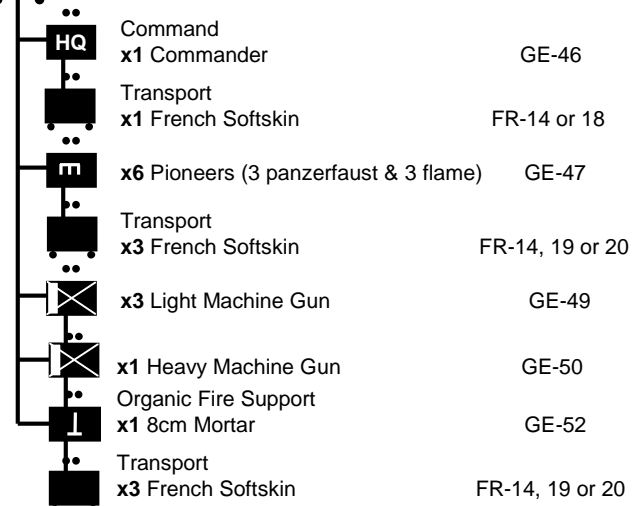 HQ
Command
x1 Commander GE-46
Transport
x1 French Softskin FR-14 or 18
x6 Pioneers (3 panzerfaust & 3 flame) GE-47
Transport
x3 French Softskin FR-14, 19 or 20
x3 Light Machine Gun GE-49
x1 Heavy Machine Gun GE-50
Organic Fire Support
x1 8cm Mortar GE-52
Transport
x3 French Softskin FR-14, 19 or 20